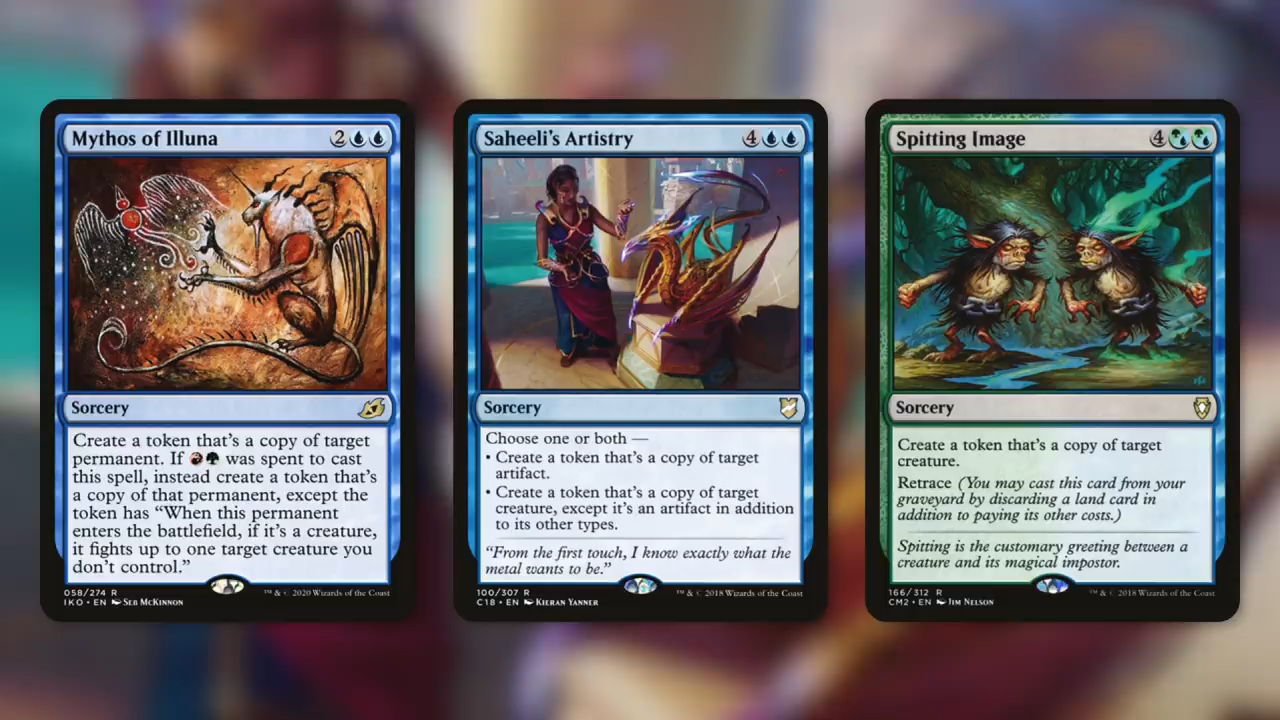 Mythos of Illuna
2
Sorcery
Create a token that's a copy of target
permanent. If was spent to cast
this spell, instead create a token that's
a copy of that permanent, except the
token has “When this permanent
enters the battlefield, if it's a creature,
it fights up to one target creature you
don't control.”
058/274 R
IKO • EN Seb McKinnon
™ & © 2020 Wizards of the Coast
Saheeli's Artistry
4
Sorcery
Choose one or both —
• Create a token that's a copy of target
artifact.
• Create a token that's a copy of target
creature, except it's an artifact in addition
to its other types.
“From the first touch, I know exactly what the
metal wants to be.”
100/307 R
C18 • EN Kieran Yanner
™ & © 2018 Wizards of the Coast
Spitting Image
4
Sorcery
Create a token that's a copy of target
creature.
Retrace (You may cast this card from your
graveyard by discarding a land card in
addition to paying its other costs.)
Spitting is the customary greeting between a
creature and its magical impostor.
166/312 R
CM2 • EN Jim Nelson
™ & © 2018 Wizards of the Coast